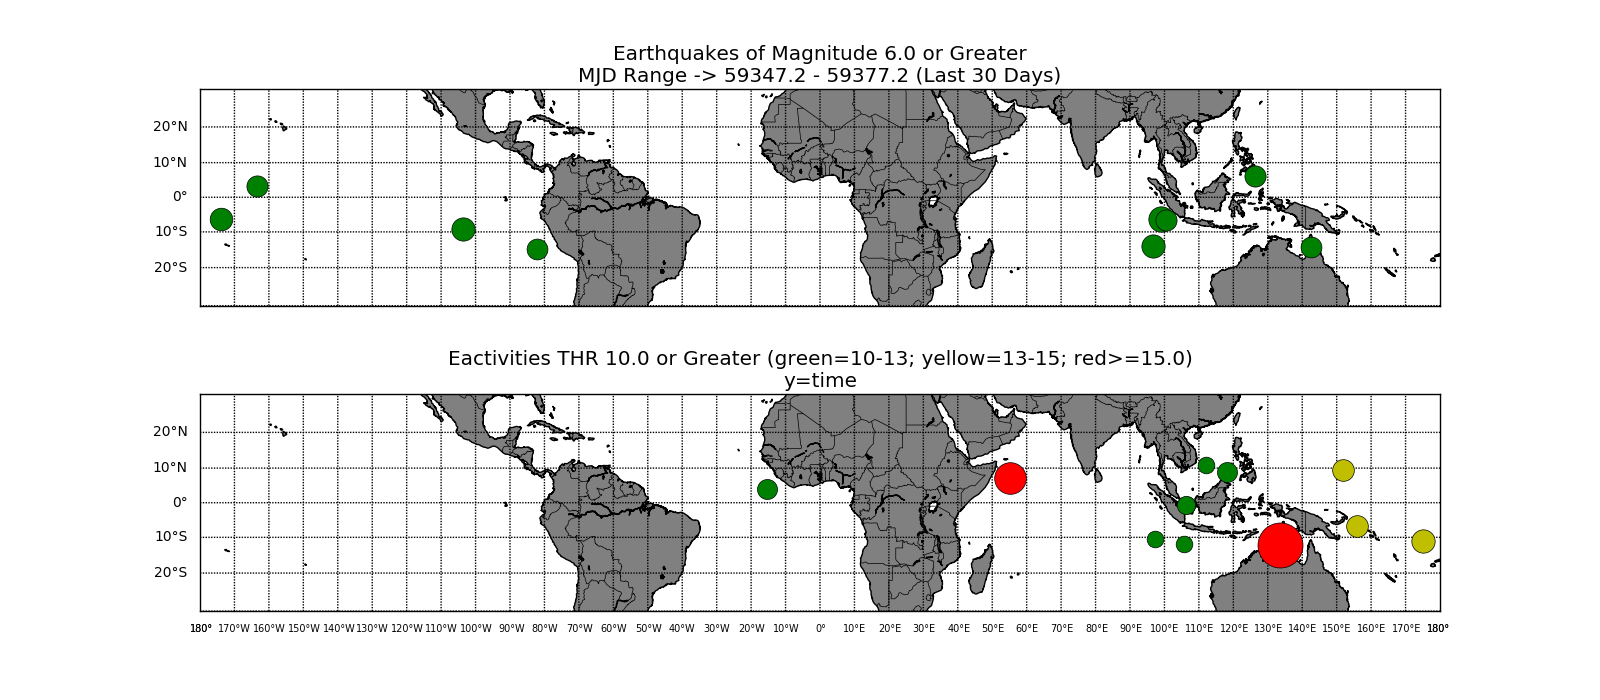 Earthquakes of Magnitude 6.0 or Greater
MJD Range -> 59347.2 - 59377.2 (Last 30 Days)
20°N
10°N
0°
10°S
20°S
Eactivities THR 10.0 or Greater (green=10-13; yellow=13-15; red>=15.0)
y=time
20°N
10°N
0°
10°S
20°S
180° 170°W 160°W 150°W 140°W 130°W 120°W 110°W 100°W 90°W 80°W 70°W 60°W 50°W 40°W 30°W 20°W 10°W 0° 10°E 20°E 30°E 40°E 50°E 60°E 70°E 80°E 90°E 100°E 110°E 120°E 130°E 140°E 150°E 160°E 170°E 180°